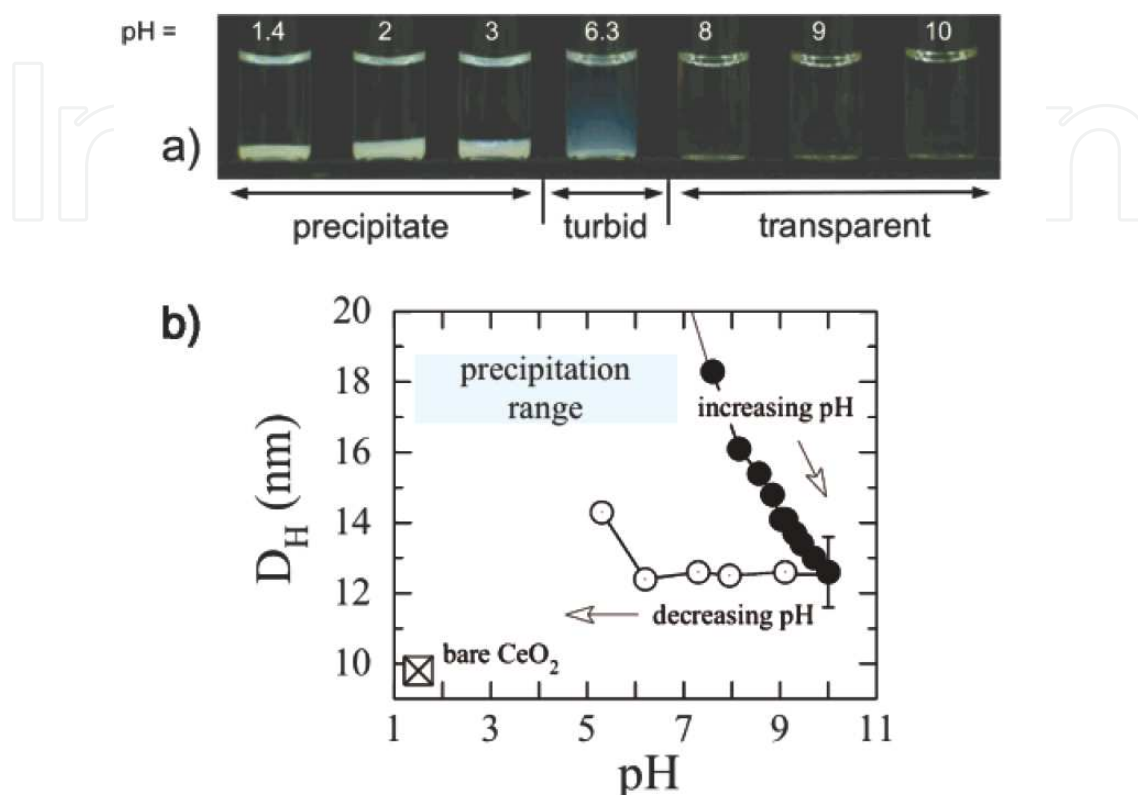 pH = 1.4 2 3 6.3 8 9 10
a)
precipitate turbid transparent
b)
20
18
16
14
12
10
D_H (nm)
precipitation
range
increasing pH
decreasing pH
bare CeO₂
1 3 5 7 9 11
pH